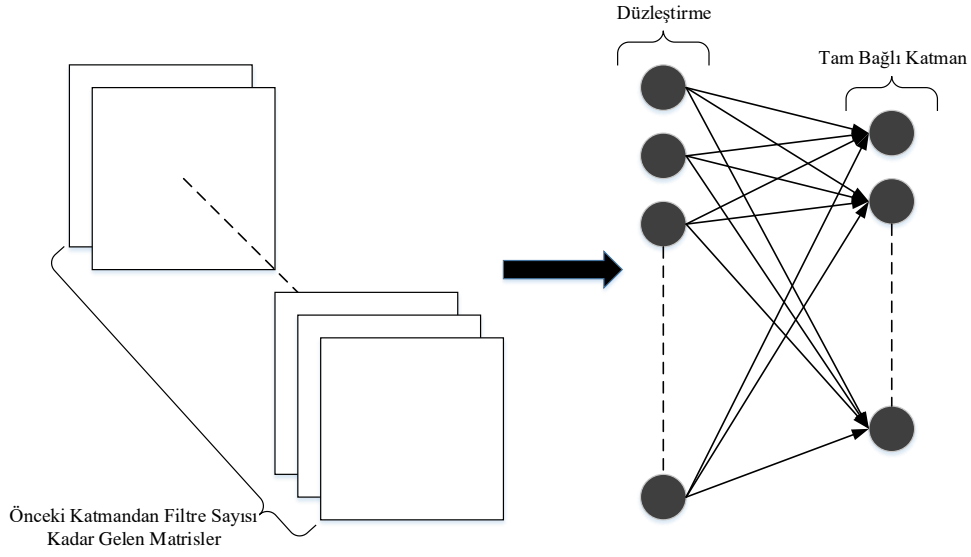 Düzleştirme
Tam Bağlı Katman
Önceki Katmandan Filtre Sayısı
Kadar Gelen Matrisler